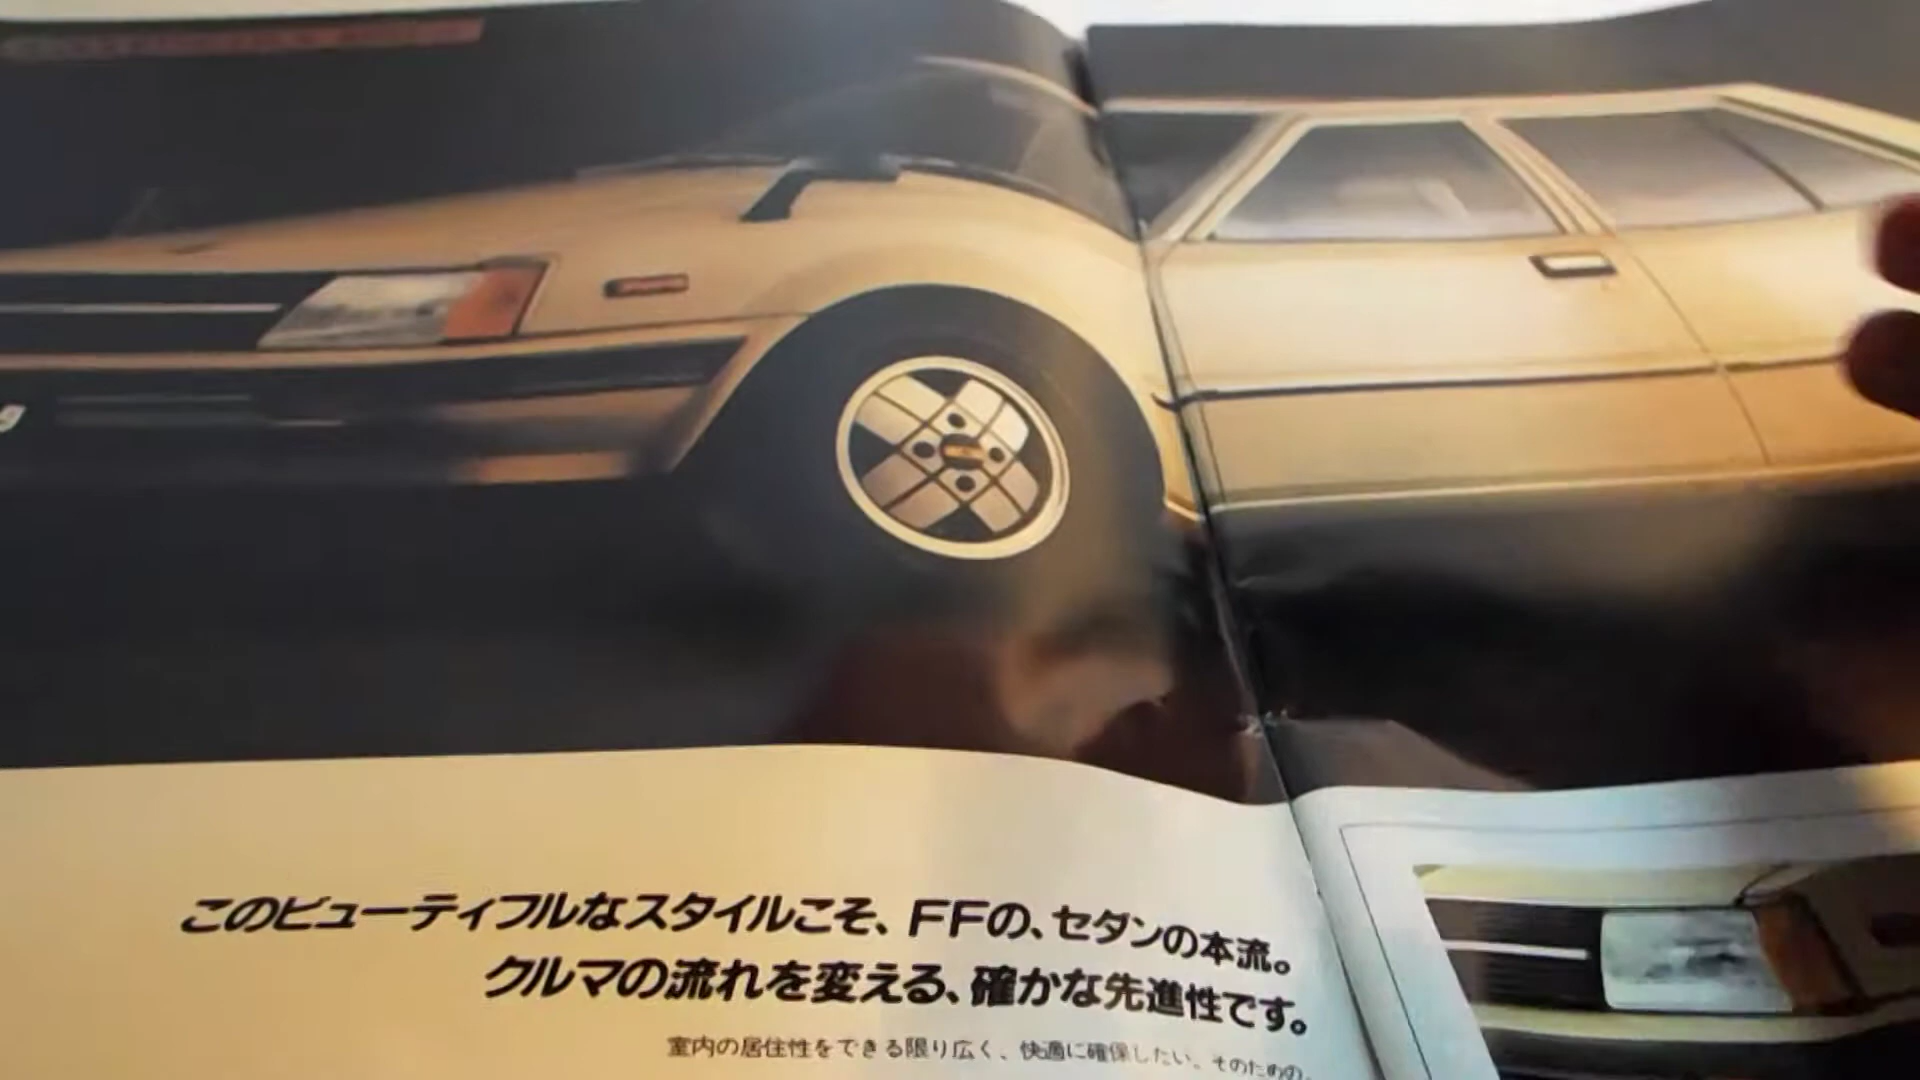 このビューティフルなスタイルこそ、FFの、セダンの本流。
クルマの流れを変える、確かな先進性です。
室内の居住性をできる限り広く、快適に確保したい。そのための、